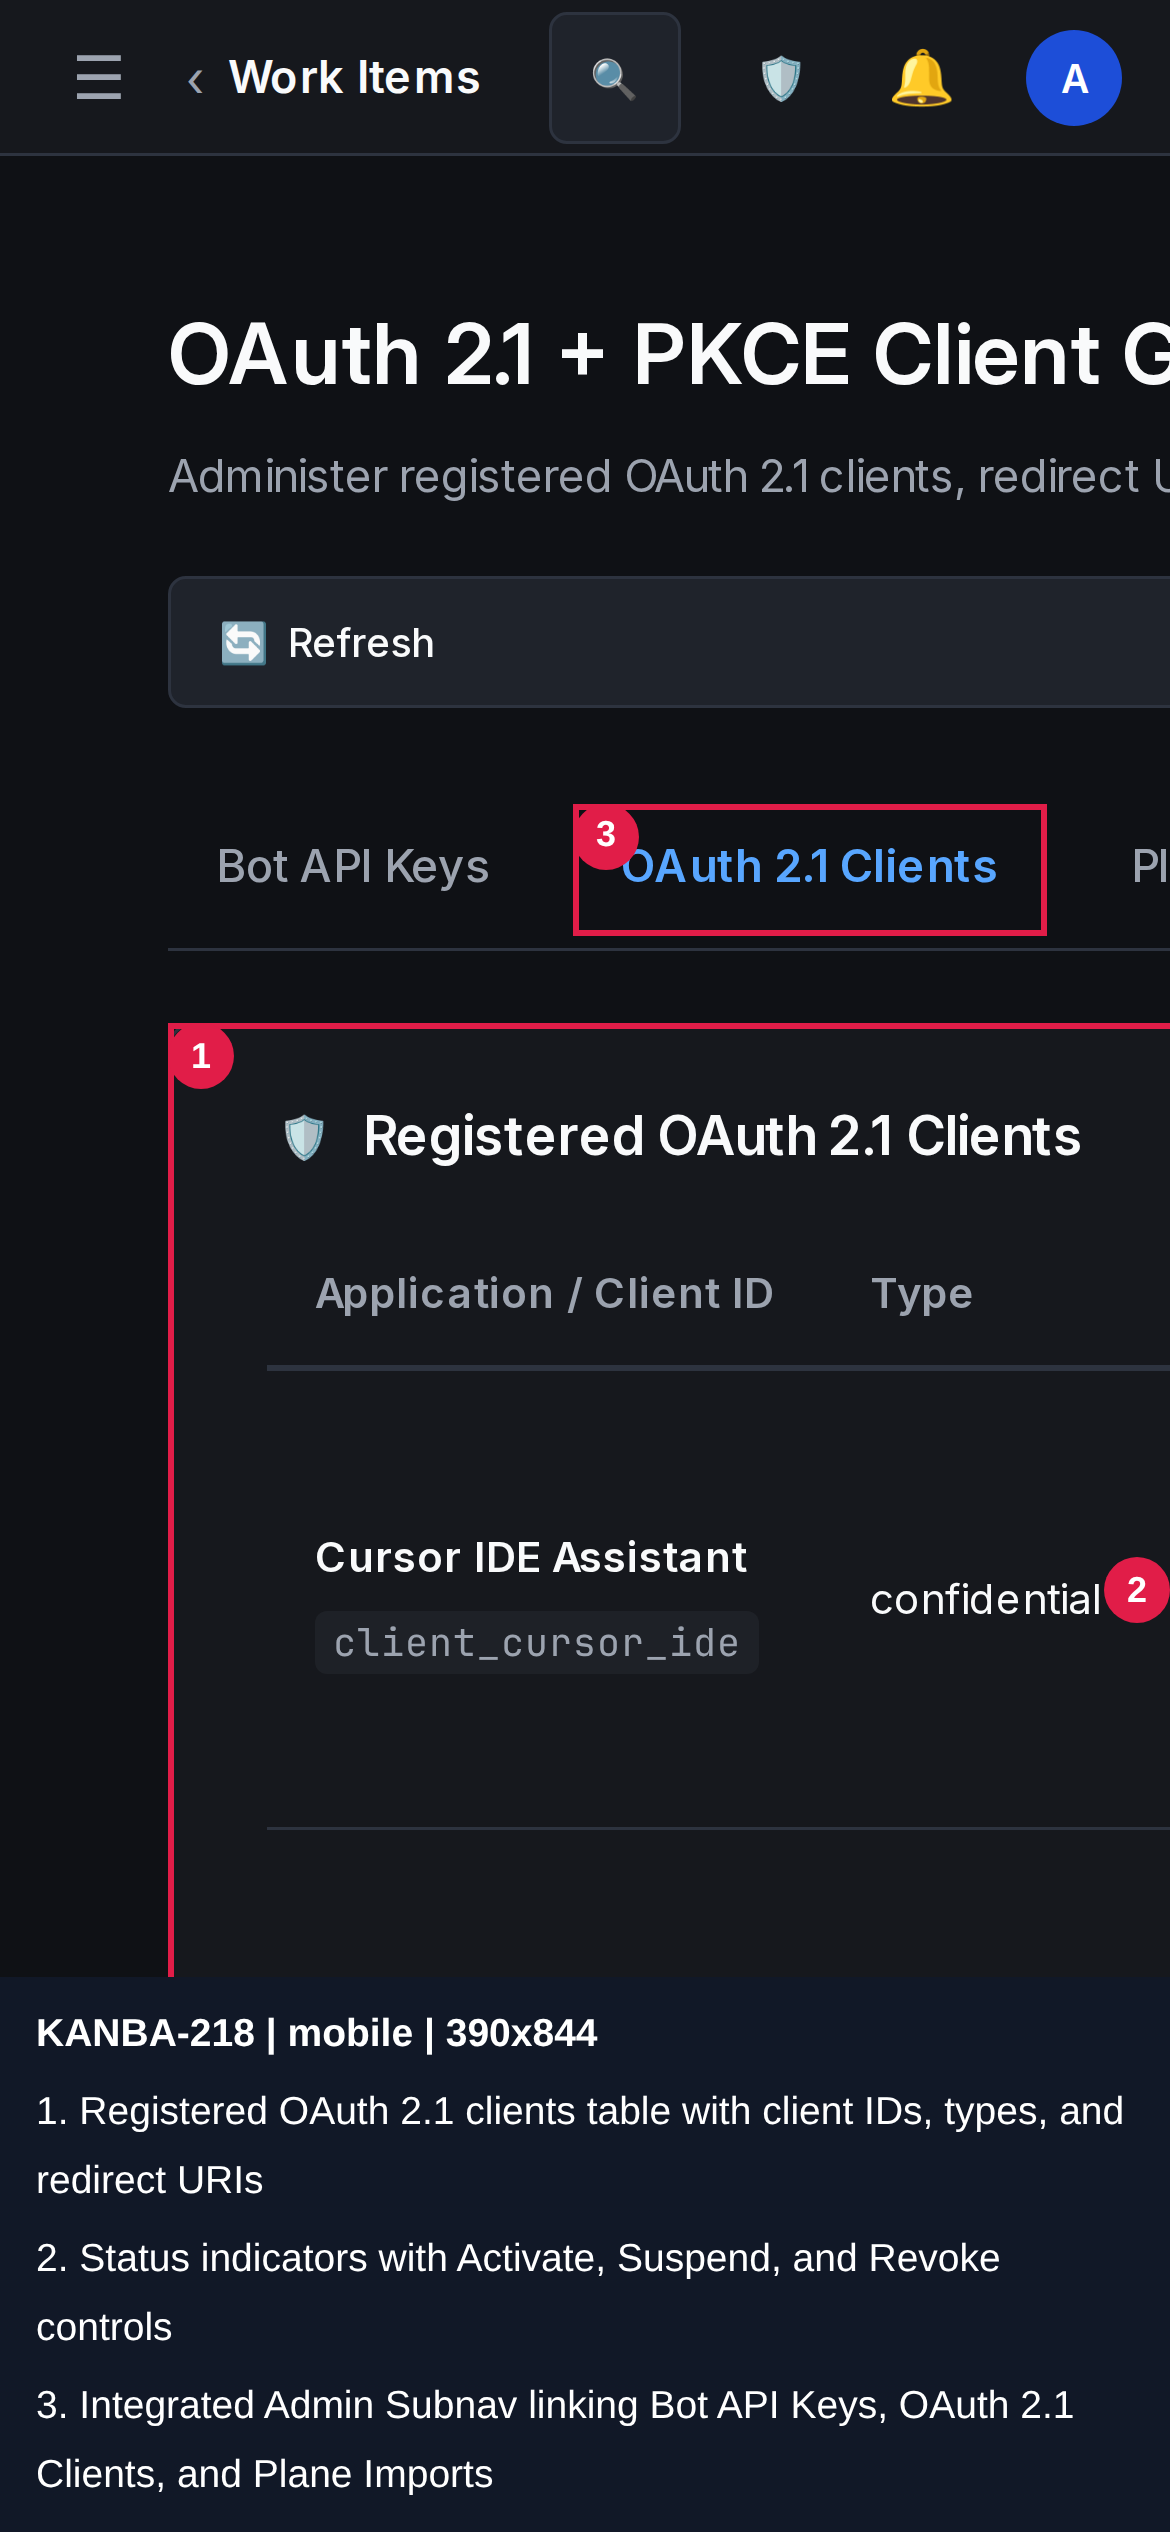 Work Items
A
OAuth 2.1 + PKCE Client G
Administer registered OAuth 2.1 clients, redirect U
Refresh
Bot API Keys
3
OAuth 2.1 Clients
Pl
1
Registered OAuth 2.1 Clients
Application / Client ID Type
Cursor IDE Assistant
confidential
2
client_cursor_ide
KANBA-218 | mobile | 390x844
1. Registered OAuth 2.1 clients table with client IDs, types, and
redirect URIs
2. Status indicators with Activate, Suspend, and Revoke
controls
3. Integrated Admin Subnav linking Bot API Keys, OAuth 2.1
Clients, and Plane Imports